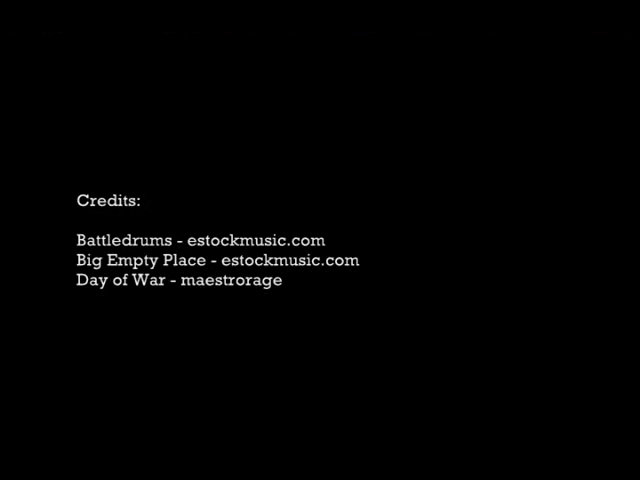 Credits:
Battledrums - estockmusic.com
Big Empty Place - estockmusic.com
Day of War - maestrorage